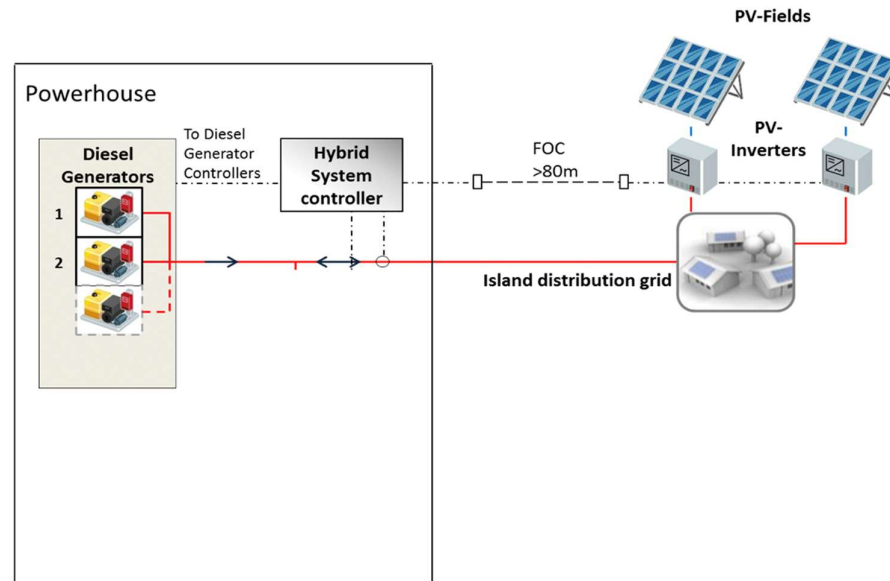 PV-Fields
Powerhouse
To Diesel
Generator
Controllers
Diesel
Generators
1
2
Hybrid
System
controller
FOC
>80m
PV-
Inverters
Island distribution grid